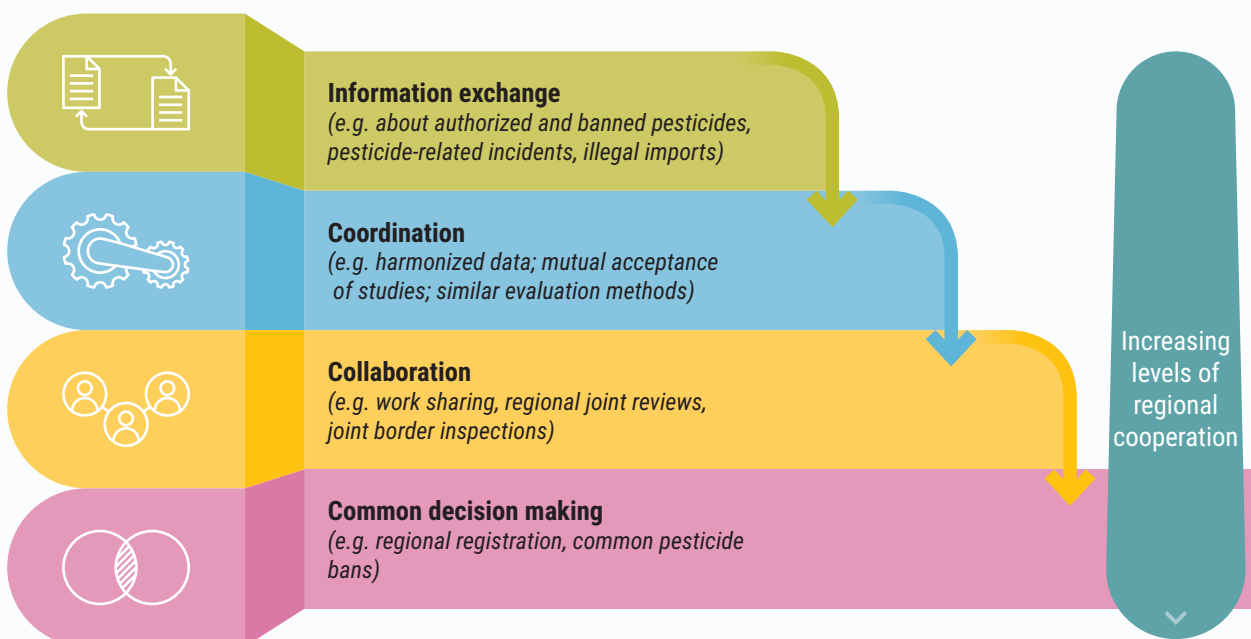 Information exchange
(e.g. about authorized and banned pesticides,
pesticide-related incidents, illegal imports)
Coordination
(e.g. harmonized data; mutual acceptance
of studies; similar evaluation methods)
Collaboration
(e.g. work sharing, regional joint reviews,
joint border inspections)
Common decision making
(e.g. regional registration, common pesticide
bans)
Increasing
levels of
regional
cooperation